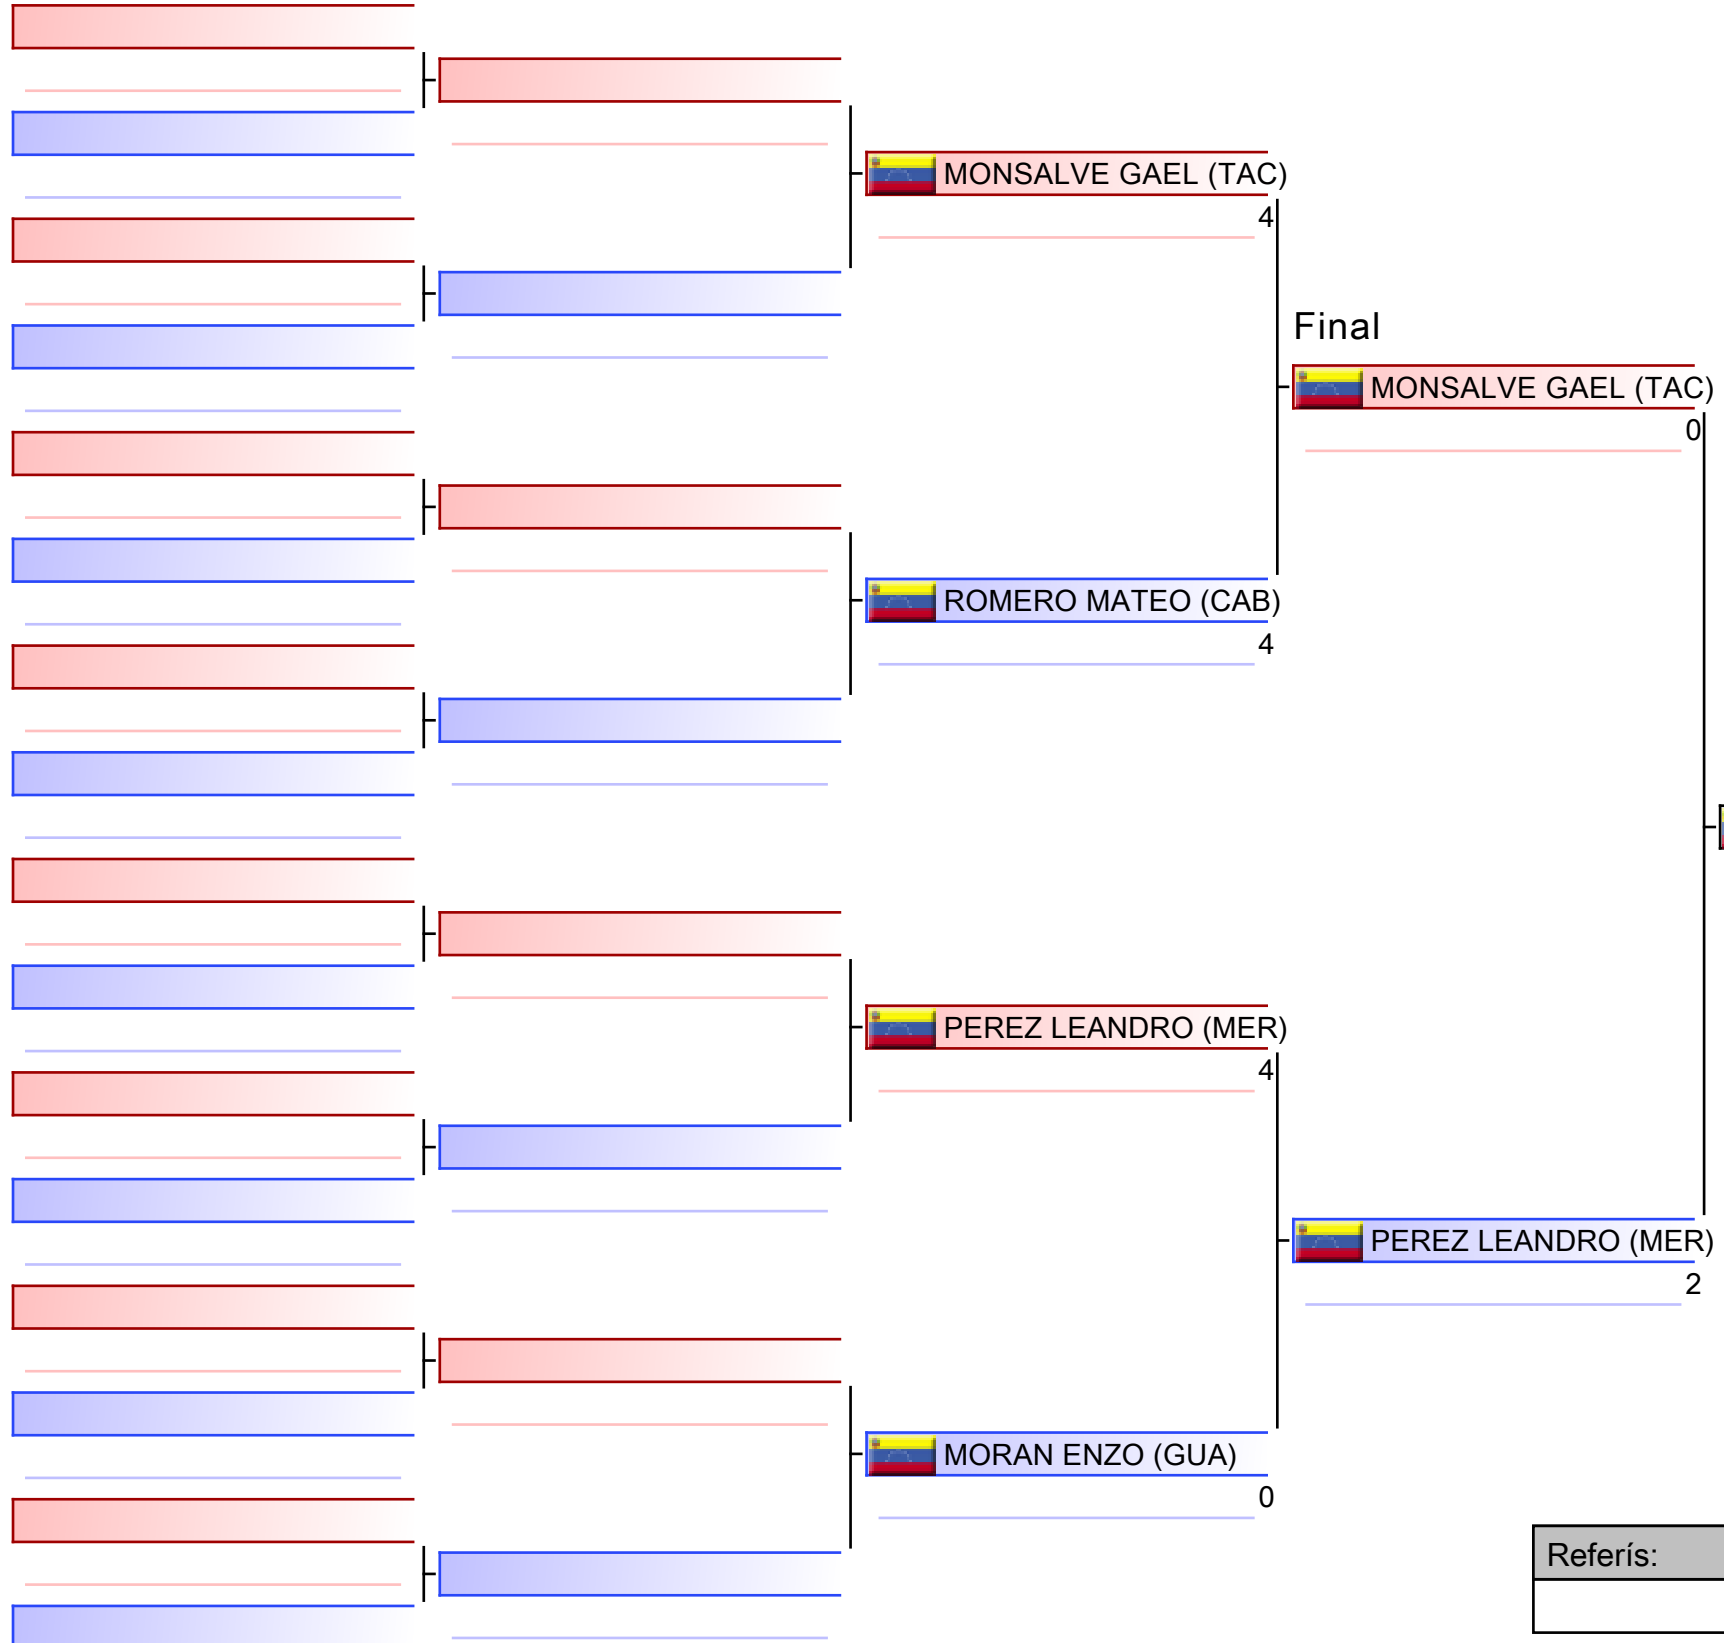 MONSALVE GAEL (TAC)
4
Final
MONSALVE GAEL (TAC)
0
ROMERO MATEO (CAB)
4
PEREZ LEANDRO (MER)
4
PEREZ LEANDRO (MER)
2
MORAN ENZO (GUA)
0
Referís: